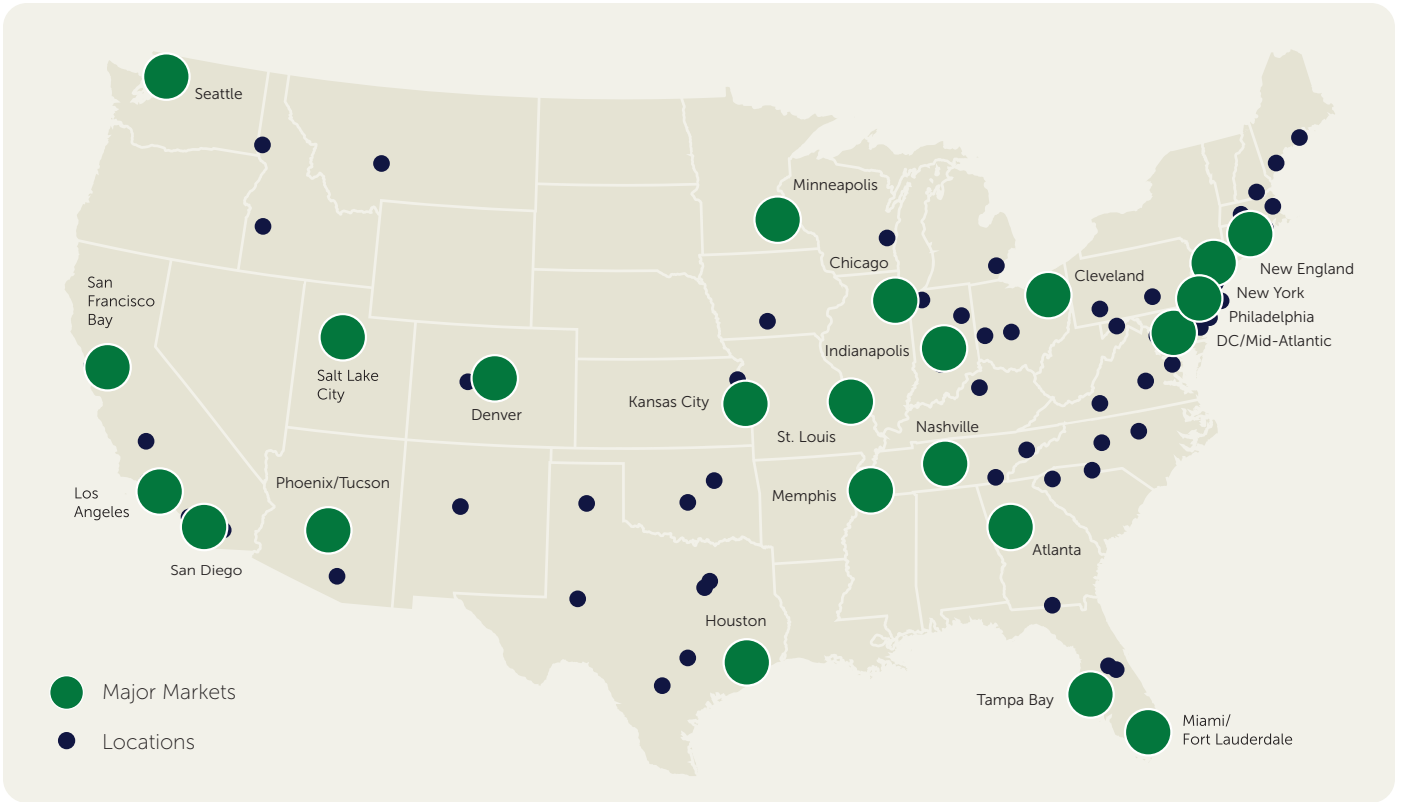 Seattle
Minneapolis
Chicago
Cleveland
New England
San
Francisco
Bay
New York
Philadelphia
DC/Mid-Atlantic
Indianapolis
Salt Lake
City
Denver
Kansas City
St. Louis
Nashville
Los
Angeles
Phoenix/Tucson
Memphis
Atlanta
San Diego
Houston
Tampa Bay
Miami/
Fort Lauderdale
Major Markets
Locations